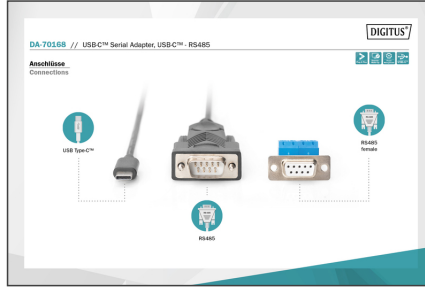 DIGITUS®
DA-70168 // USB-C™ Serial Adapter, USB-C™ - RS485
Anschlüsse
Connections
USB Type-C™
RS485
female
RS485